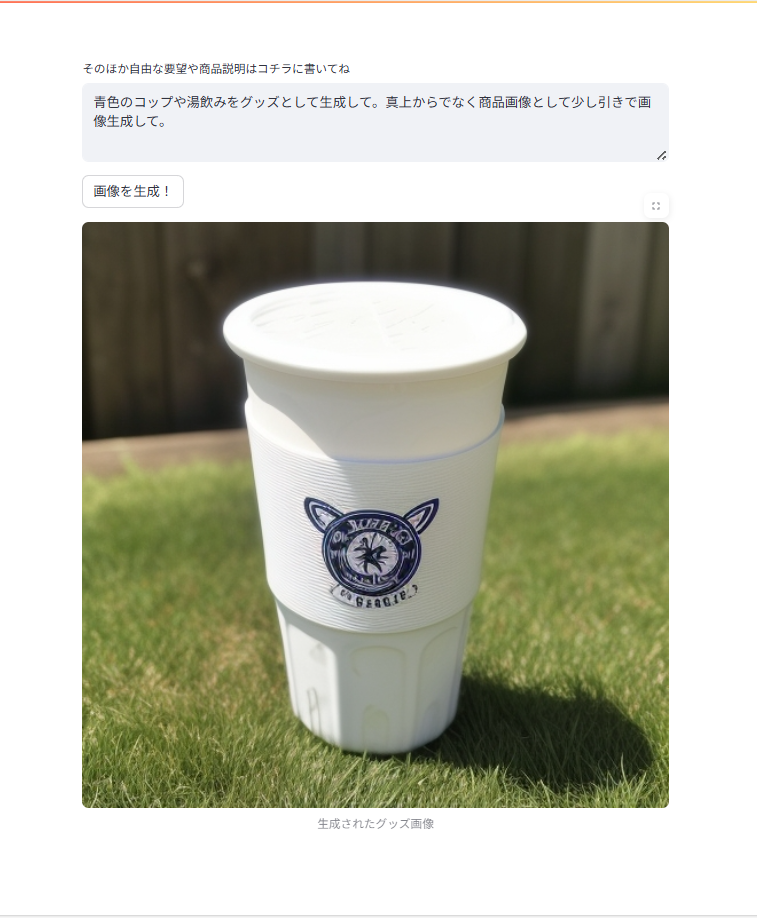 そのほか自由な要望や商品説明はコチラに書いてね
青色のコップや湯飲みをグッズとして生成して。真上からでなく商品画像として少し引きで画
像生成して。
画像を生成！
生成されたグッズ画像